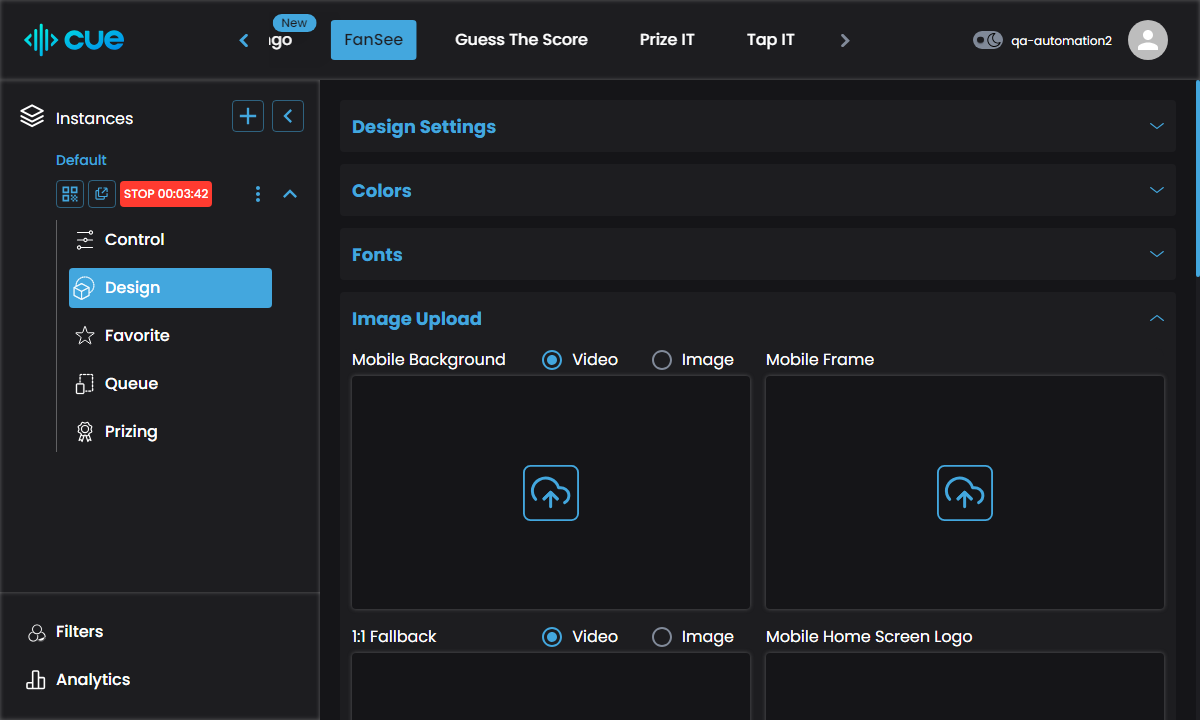 cue
New
FanSee
Guess The Score
Prize IT
Tap IT
qa-automation2
Instances
Default
STOP 00:03:42
Control
Design
Favorite
Queue
Prizing
Filters
Analytics
Design Settings
Colors
Fonts
Image Upload
Mobile Background
Video
Image
Mobile Frame
1:1 Fallback
Video
Image
Mobile Home Screen Logo